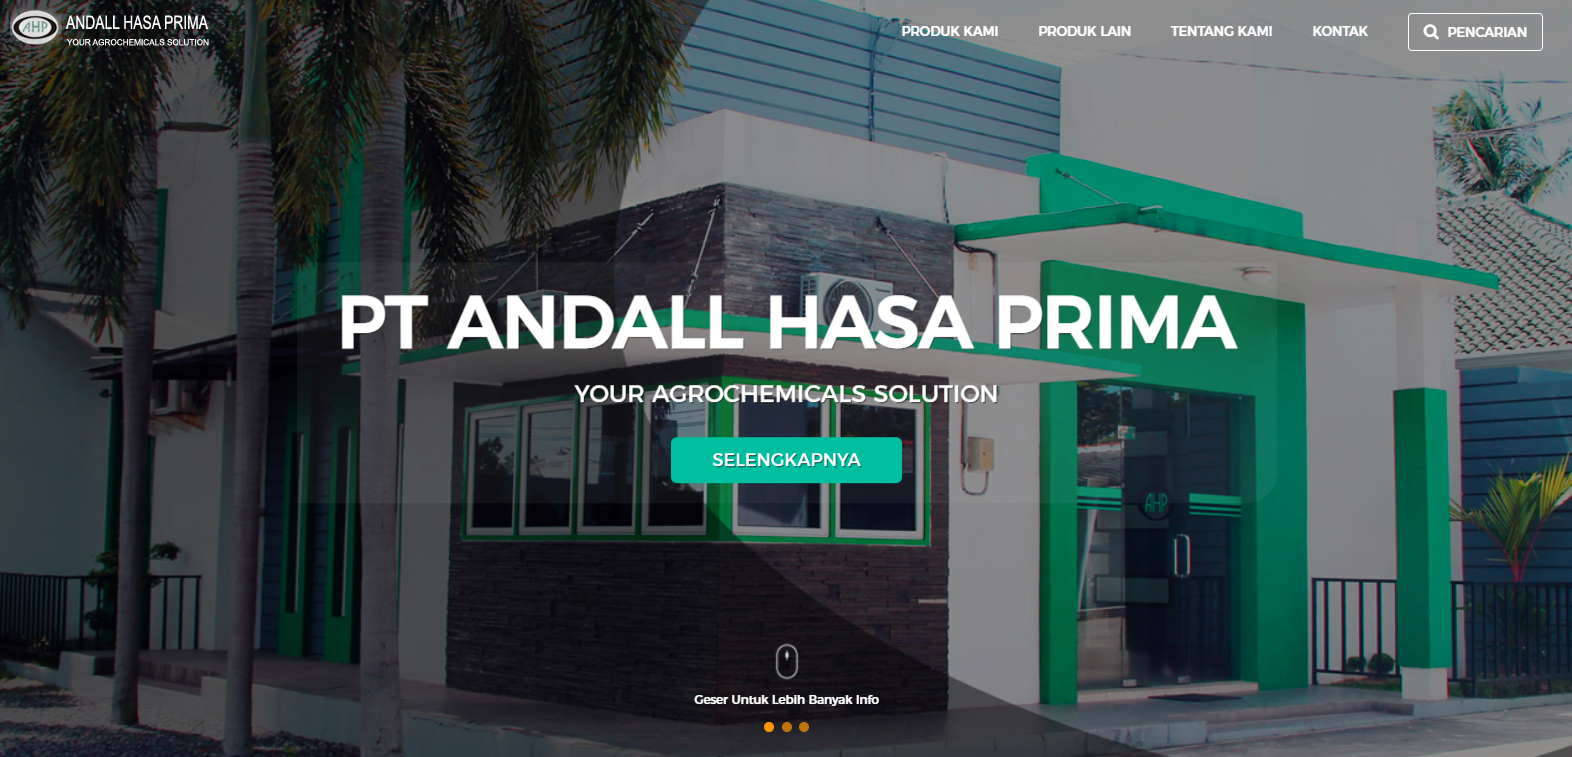 AHP
ANDALL HASA PRIMA
YOUR AGROCHEMICALS SOLUTION
PRODUK KAMI
PRODUK LAIN
TENTANG KAMI
KONTAK
PENCARIAN
PT ANDALL HASA PRIMA
YOUR AGROCHEMICALS SOLUTION
SELENGKAPNYA
AHP
Geser Untuk Lebih Banyak Info